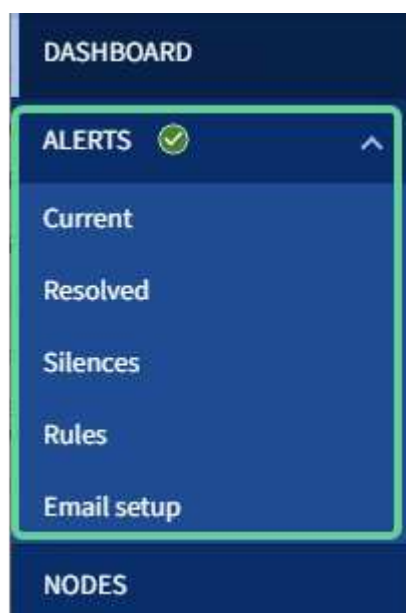 DASHBOARD
ALERTS
Current
Resolved
Silences
Rules
Email setup
NODES